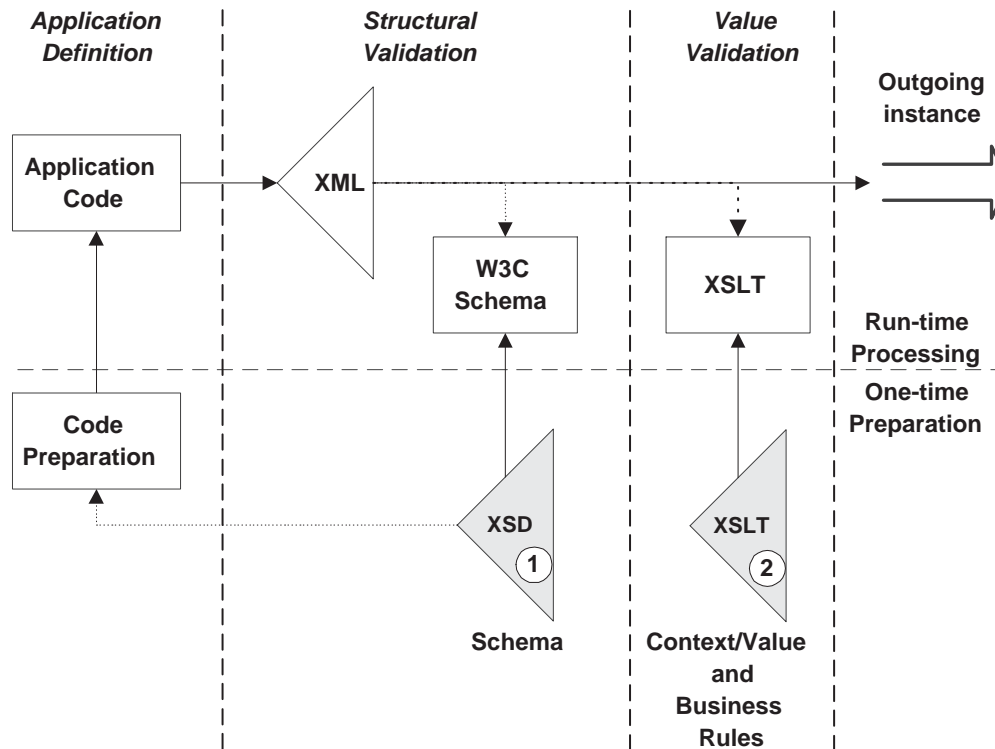 Application
Definition
Structural
Validation
Value
Validation
Outgoing
instance
Application
Code
XML
W3C
Schema
XSLT
Run-time
Processing
One-time
Preparation
Code
Preparation
XSD
1
XSLT
2
Schema
Context/Value
and
Business
Rules